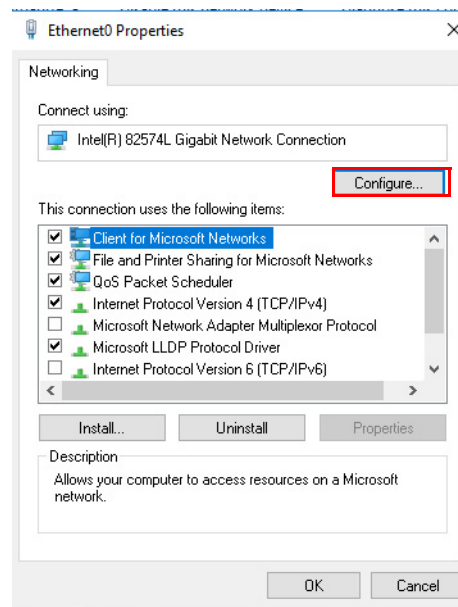 Ethernet0 Properties
Networking
Connect using:
Intel(R) 82574L Gigabit Network Connection
Configure...
This connection uses the following items:
Client for Microsoft Networks
File and Printer Sharing for Microsoft Networks
QoS Packet Scheduler
Internet Protocol Version 4 (TCP/IPv4)
Microsoft Network Adapter Multiplexor Protocol
Microsoft LLDP Protocol Driver
Internet Protocol Version 6 (TCP/IPv6)
Install... Uninstall Properties
Description
Allows your computer to access resources on a Microsoft
network.
OK Cancel